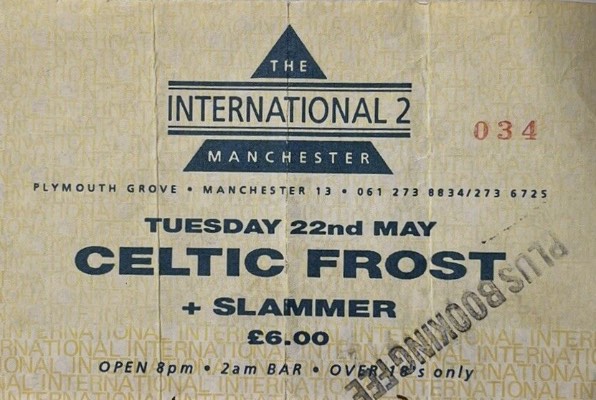 THE
INTERNATIONAL 2
MANCHESTER
034
PLYMOUTH GROVE • MANCHESTER 13 • 061 273 8834/273 6725
TUESDAY 22nd MAY
CELTIC FROST
+ SLAMMER
£6.00
PLUS BOOKING FEE
OPEN 8pm • 2am BAR • OVER 18's only